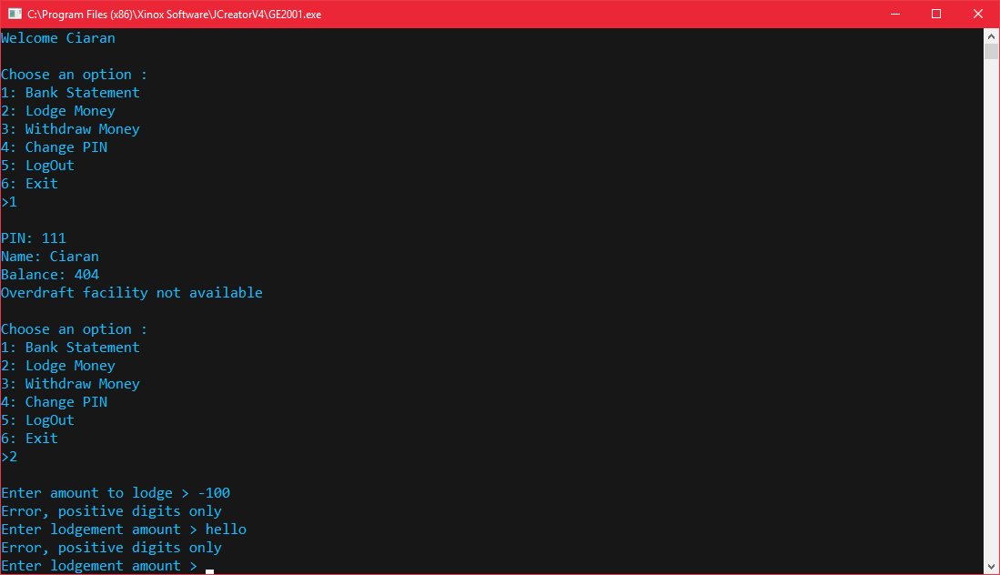 C:\Program Files (x86)\Xinox Software\JCreatorV4\GE2001.exe
Welcome Ciaran
Choose an option :
1: Bank Statement
2: Lodge Money
3: Withdraw Money
4: Change PIN
5: LogOut
6: Exit
>1
PIN: 111
Name: Ciaran
Balance: 404
Overdraft facility not available
Choose an option :
1: Bank Statement
2: Lodge Money
3: Withdraw Money
4: Change PIN
5: LogOut
6: Exit
>2
Enter amount to lodge > -100
Error, positive digits only
Enter lodgement amount > hello
Error, positive digits only
Enter lodgement amount >